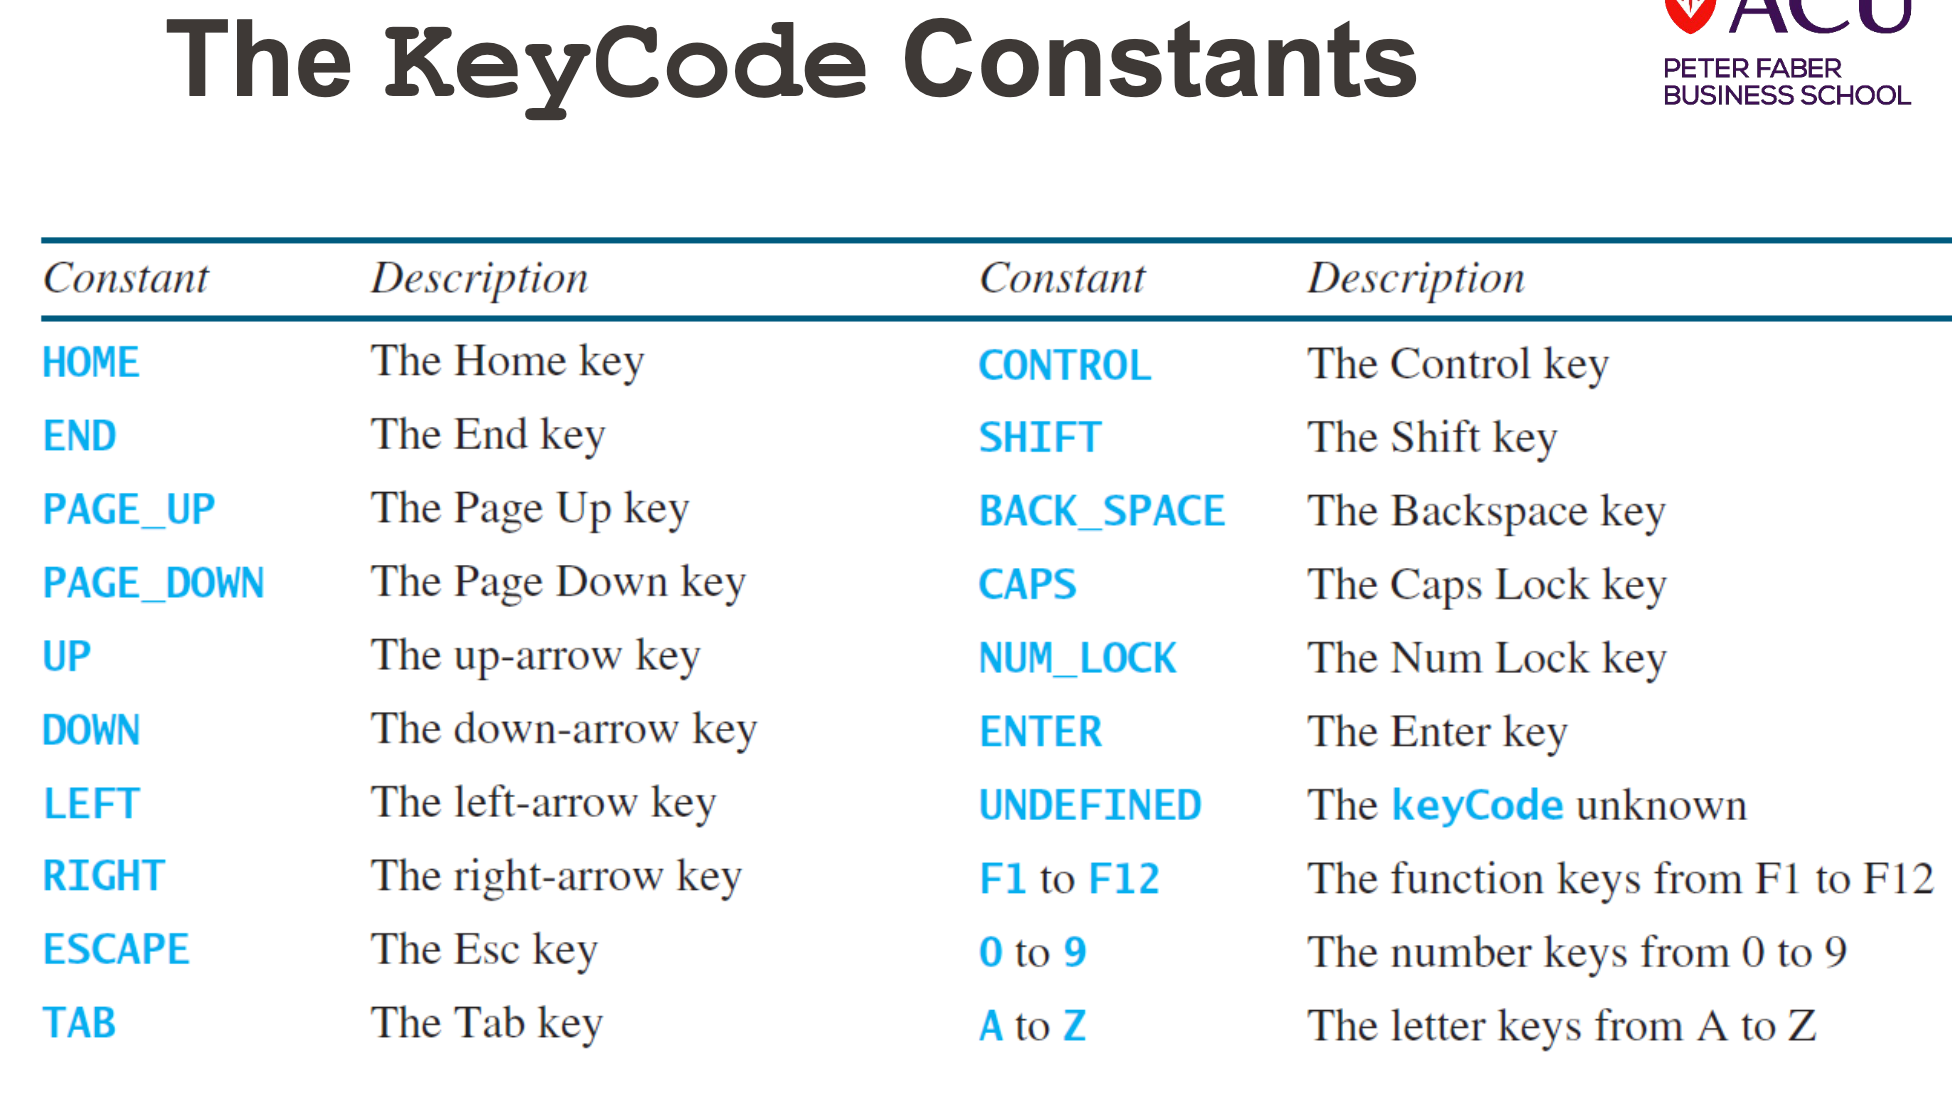 The KeyCode Constants
ACU
PETER FABER
BUSINESS SCHOOL
Constant Description Constant Description
HOME The Home key CONTROL The Control key
END The End key SHIFT The Shift key
PAGE_UP The Page Up key BACK_SPACE The Backspace key
PAGE_DOWN The Page Down key CAPS The Caps Lock key
UP The up-arrow key NUM_LOCK The Num Lock key
DOWN The down-arrow key ENTER The Enter key
LEFT The left-arrow key UNDEFINED The keyCode unknown
RIGHT The right-arrow key F1 to F12 The function keys from F1 to F12
ESCAPE The Esc key 0 to 9 The number keys from 0 to 9
TAB The Tab key A to Z The letter keys from A to Z